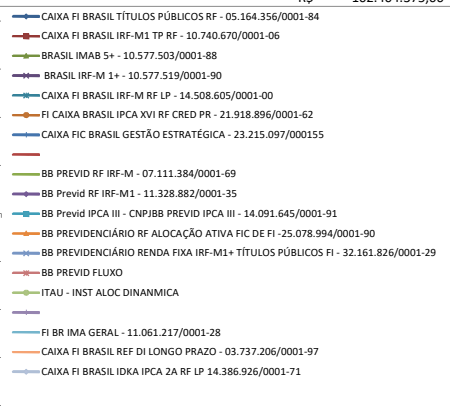 CAIXA FI BRASIL TÍTULOS PÚBLICOS RF - 05.164.356/0001-84
CAIXA FI BRASIL IRF-M1 TP RF - 10.740.670/0001-06
BRASIL IMAB 5+ - 10.577.503/0001-88
BRASIL IRF-M 1+ - 10.577.519/0001-90
CAIXA FI BRASIL IRF-M RF LP - 14.508.605/0001-00
FI CAIXA BRASIL IPCA XVI RF CRED PR - 21.918.896/0001-62
CAIXA FIC BRASIL GESTÃO ESTRATÉGICA - 23.215.097/000155
BB PREVID RF IRF-M - 07.111.384/0001-69
BB Previd RF IRF-M1 - 11.328.882/0001-35
BB Previd IPCA III - CNPJBB PREVID IPCA III - 14.091.645/0001-91
BB PREVIDENCIÁRIO RF ALOCAÇÃO ATIVA FIC DE FI -25.078.994/0001-90
BB PREVIDENCIÁRIO RENDA FIXA IRF-M1+ TÍTULOS PÚBLICOS FI - 32.161.826/0001-29
BB PREVID FLUXO
ITAU - INST ALOC DINANMICA
FI BR IMA GERAL - 11.061.217/0001-28
CAIXA FI BRASIL REF DI LONGO PRAZO - 03.737.206/0001-97
CAIXA FI BRASIL IDKA IPCA 2A RF LP 14.386.926/0001-71